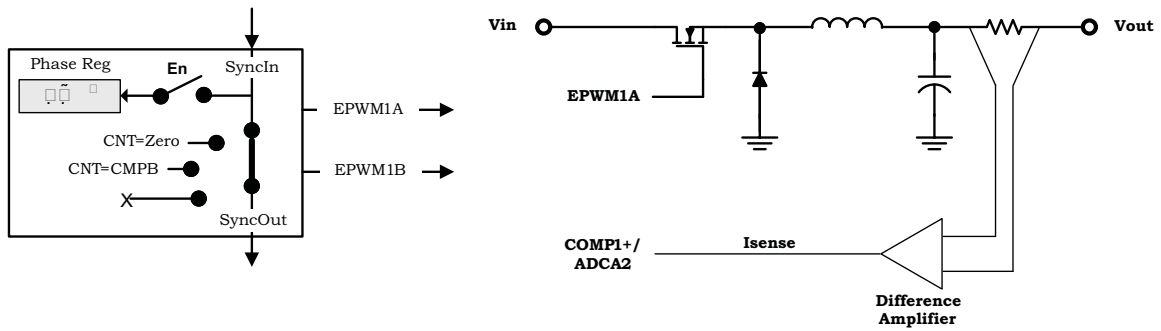 Phase Reg
En
SyncIn
EPWM1A
CNT=Zero
CNT=CMPB
EPWM1B
X
SyncOut
Vin
Vout
EPWM1A
COMP1+/
ADCA2
Isense
Difference
Amplifier